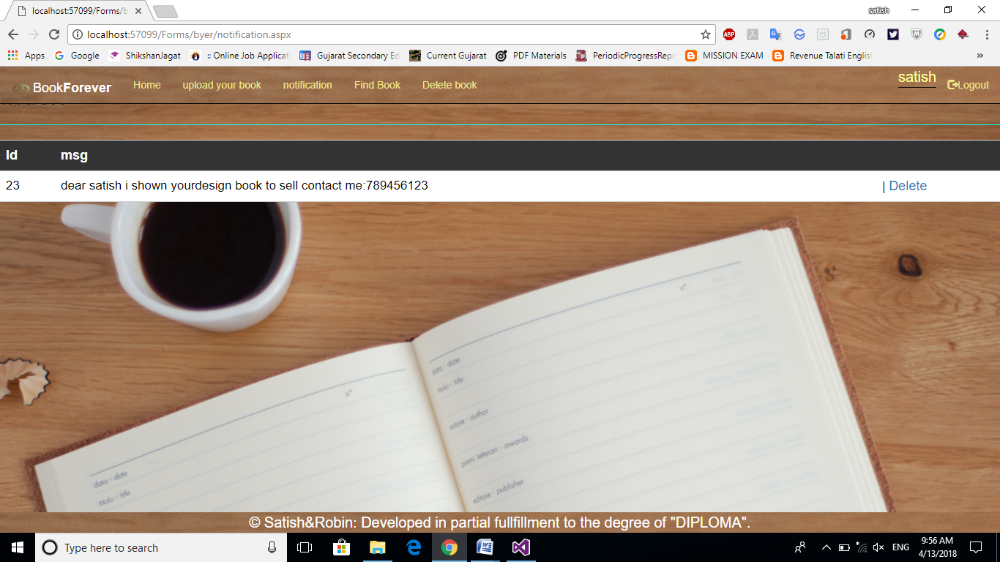 localhost:57099/Forms/b
satish
localhost:57099/Forms/byer/notification.aspx
ABP
Apps Google ShikshanJagat :: Online Job Applicat Gujarat Secondary Ed Current Gujarat PDF Materials PeriodicProgressRepo MISSION EXAM Revenue Talati Englis »
BookForever Home upload your book notification Find Book Delete book satish Logout
Id msg
23 dear satish i shown yourdesign book to sell contact me:789456123 | Delete
n°
data - date
titolo - title
autore - author
premi letterari - awards
editore - publisher
n°
data - date
titolo - title
© Satish&Robin: Developed in partial fullfillment to the degree of "DIPLOMA".
Type here to search
ENG
9:56 AM
4/13/2018